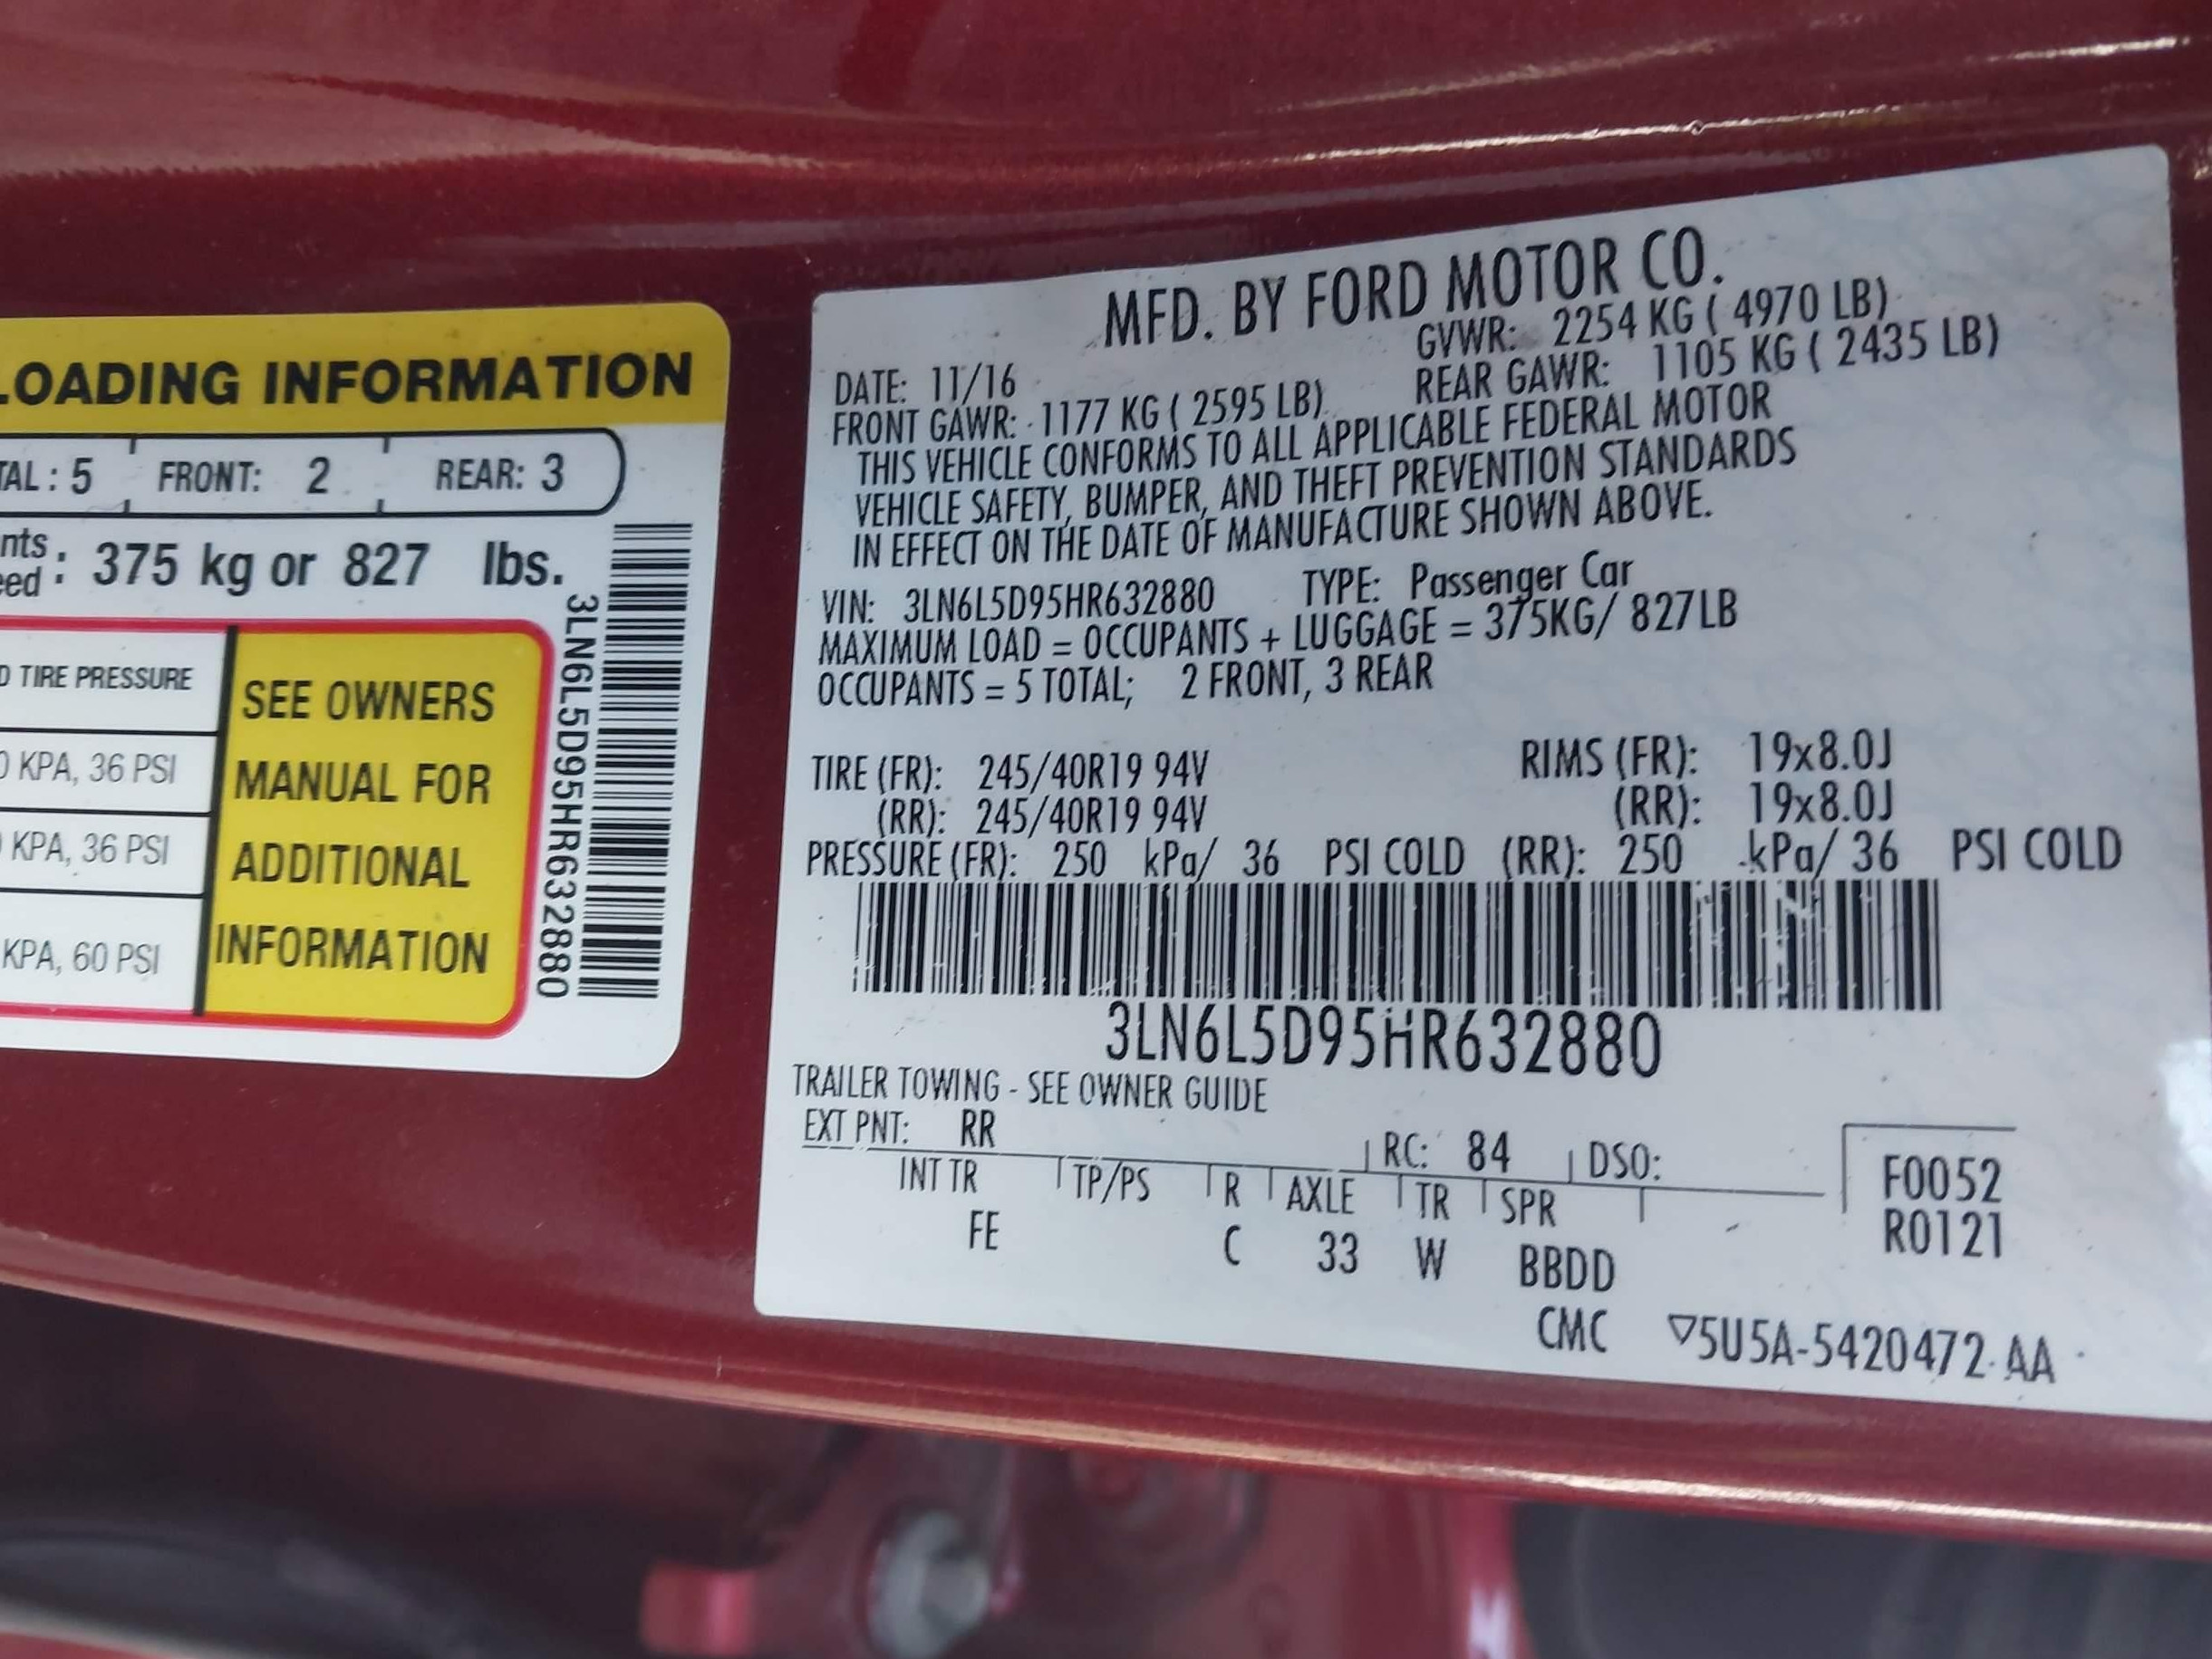 LOADING INFORMATION
TAL : 5 FRONT: 2 REAR: 3
nts
eed : 375 kg or 827 lbs.
D TIRE PRESSURE
0 KPA, 36 PSI
0 KPA, 36 PSI
KPA, 60 PSI
SEE OWNERS
MANUAL FOR
ADDITIONAL
INFORMATION
3LN6L5D95HR632880
MFD. BY FORD MOTOR CO.
DATE: 11/16 GVWR: 2254 KG ( 4970 LB)
FRONT GAWR: 1177 KG ( 2595 LB) REAR GAWR: 1105 KG ( 2435 LB)
THIS VEHICLE CONFORMS TO ALL APPLICABLE FEDERAL MOTOR
VEHICLE SAFETY, BUMPER, AND THEFT PREVENTION STANDARDS
IN EFFECT ON THE DATE OF MANUFACTURE SHOWN ABOVE.
VIN: 3LN6L5D95HR632880 TYPE: Passenger Car
MAXIMUM LOAD = OCCUPANTS + LUGGAGE = 375KG/ 827LB
OCCUPANTS = 5 TOTAL; 2 FRONT, 3 REAR
TIRE (FR): 245/40R19 94V RIMS (FR): 19x8.0J
(RR): 245/40R19 94V (RR): 19x8.0J
PRESSURE (FR): 250 kPa/ 36 PSI COLD (RR): 250 kPa/ 36 PSI COLD
3LN6L5D95HR632880
TRAILER TOWING - SEE OWNER GUIDE
EXT PNT: RR RC: 84 DSO:
INT TR TP/PS R AXLE TR SPR
FE C 33 W BBDD
F0052
R0121
CMC ▽5U5A-5420472-AA